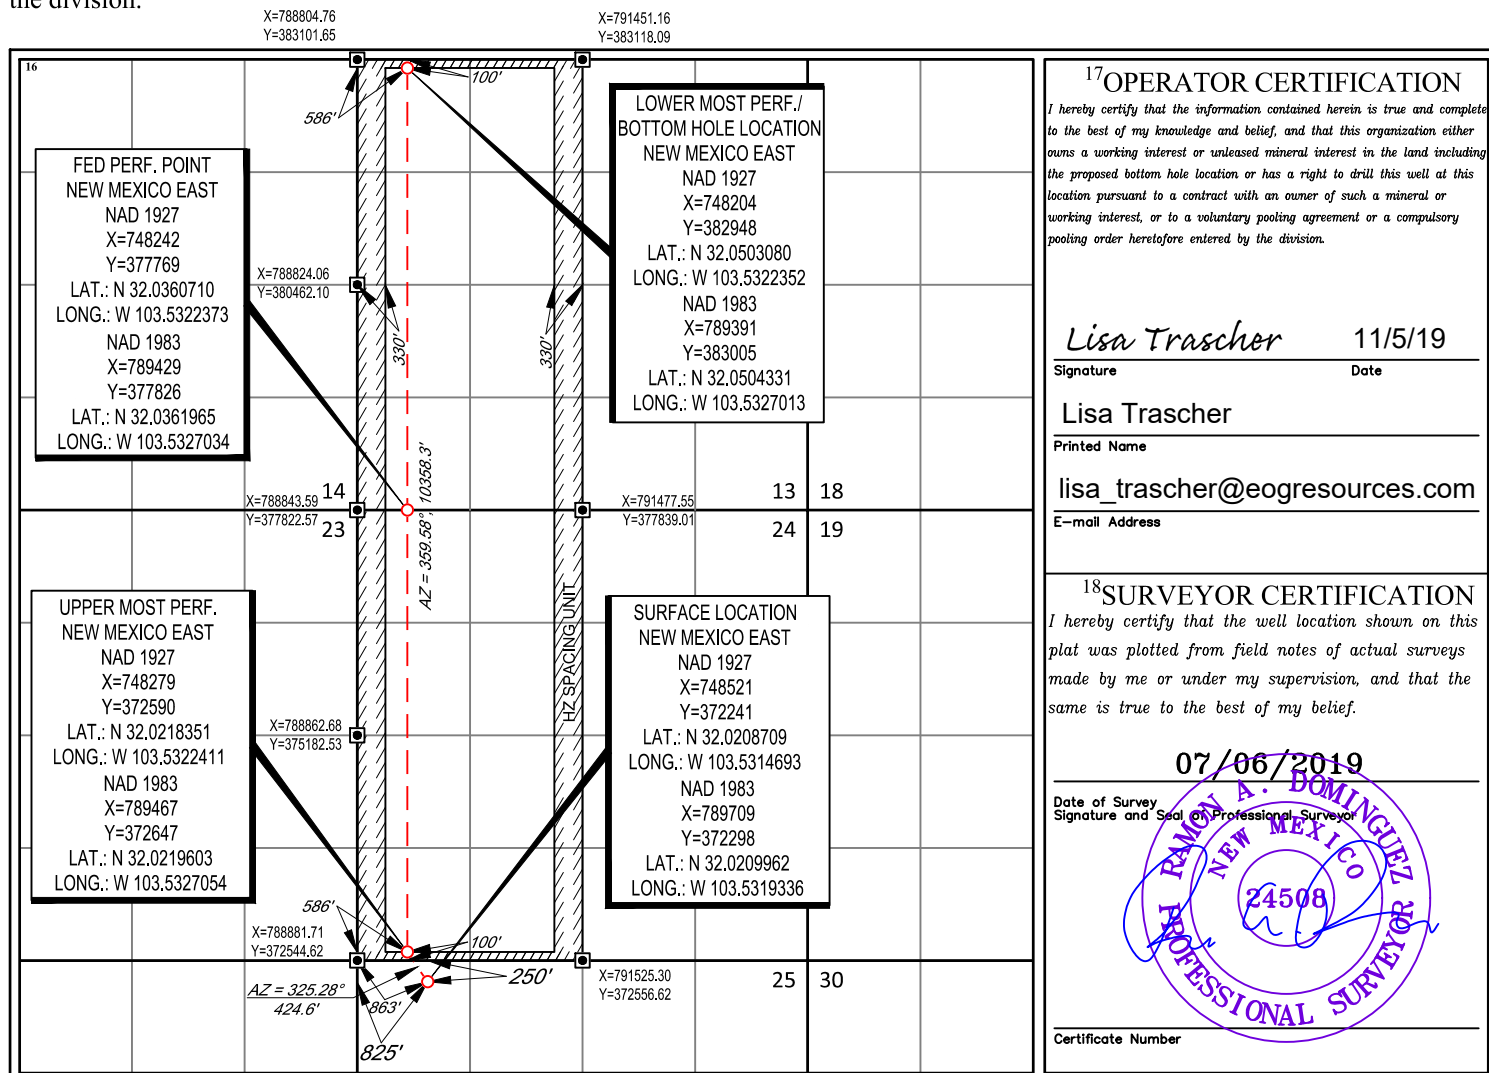 the division.
X=788804.76
Y=383101.65
X=791451.16
Y=383118.09
16
100'
586'
FED PERF. POINT
NEW MEXICO EAST
NAD 1927
X=748242
Y=377769
LAT.: N 32.0360710
LONG.: W 103.5322373
NAD 1983
X=789429
Y=377826
LAT.: N 32.0361965
LONG.: W 103.5327034
LOWER MOST PERF./
BOTTOM HOLE LOCATION
NEW MEXICO EAST
NAD 1927
X=748204
Y=382948
LAT.: N 32.0503080
LONG.: W 103.5322352
NAD 1983
X=789391
Y=383005
LAT.: N 32.0504331
LONG.: W 103.5327013
X=788824.06
Y=380462.10
330'
330'
AZ = 359.58°, 10358.3'
X=788843.59
Y=377822.57
14
23
X=791477.55
Y=377839.01
13 18
24 19
HZ SPACING UNIT
UPPER MOST PERF.
NEW MEXICO EAST
NAD 1927
X=748279
Y=372590
LAT.: N 32.0218351
LONG.: W 103.5322411
NAD 1983
X=789467
Y=372647
LAT.: N 32.0219603
LONG.: W 103.5327054
SURFACE LOCATION
NEW MEXICO EAST
NAD 1927
X=748521
Y=372241
LAT.: N 32.0208709
LONG.: W 103.5314693
NAD 1983
X=789709
Y=372298
LAT.: N 32.0209962
LONG.: W 103.5319336
X=788862.68
Y=375182.53
586'
X=788881.71
Y=372544.62
100'
250'
AZ = 325.28°
424.6'
863'
825'
X=791525.30
Y=372556.62
25 30
17OPERATOR CERTIFICATION
I hereby certify that the information contained herein is true and complete
to the best of my knowledge and belief, and that this organization either
owns a working interest or unleased mineral interest in the land including
the proposed bottom hole location or has a right to drill this well at this
location pursuant to a contract with an owner of such a mineral or
working interest, or to a voluntary pooling agreement or a compulsory
pooling order heretofore entered by the division.
Lisa Trascher 11/5/19
Signature Date
Lisa Trascher
Printed Name
lisa_trascher@eogresources.com
E-mail Address
18SURVEYOR CERTIFICATION
I hereby certify that the well location shown on this
plat was plotted from field notes of actual surveys
made by me or under my supervision, and that the
same is true to the best of my belief.
07/06/2019
Date of Survey
Signature and Seal of Professional Surveyor
RAMON A. DOMINGUEZ
NEW MEXICO
24508
PROFESSIONAL SURVEYOR
Certificate Number